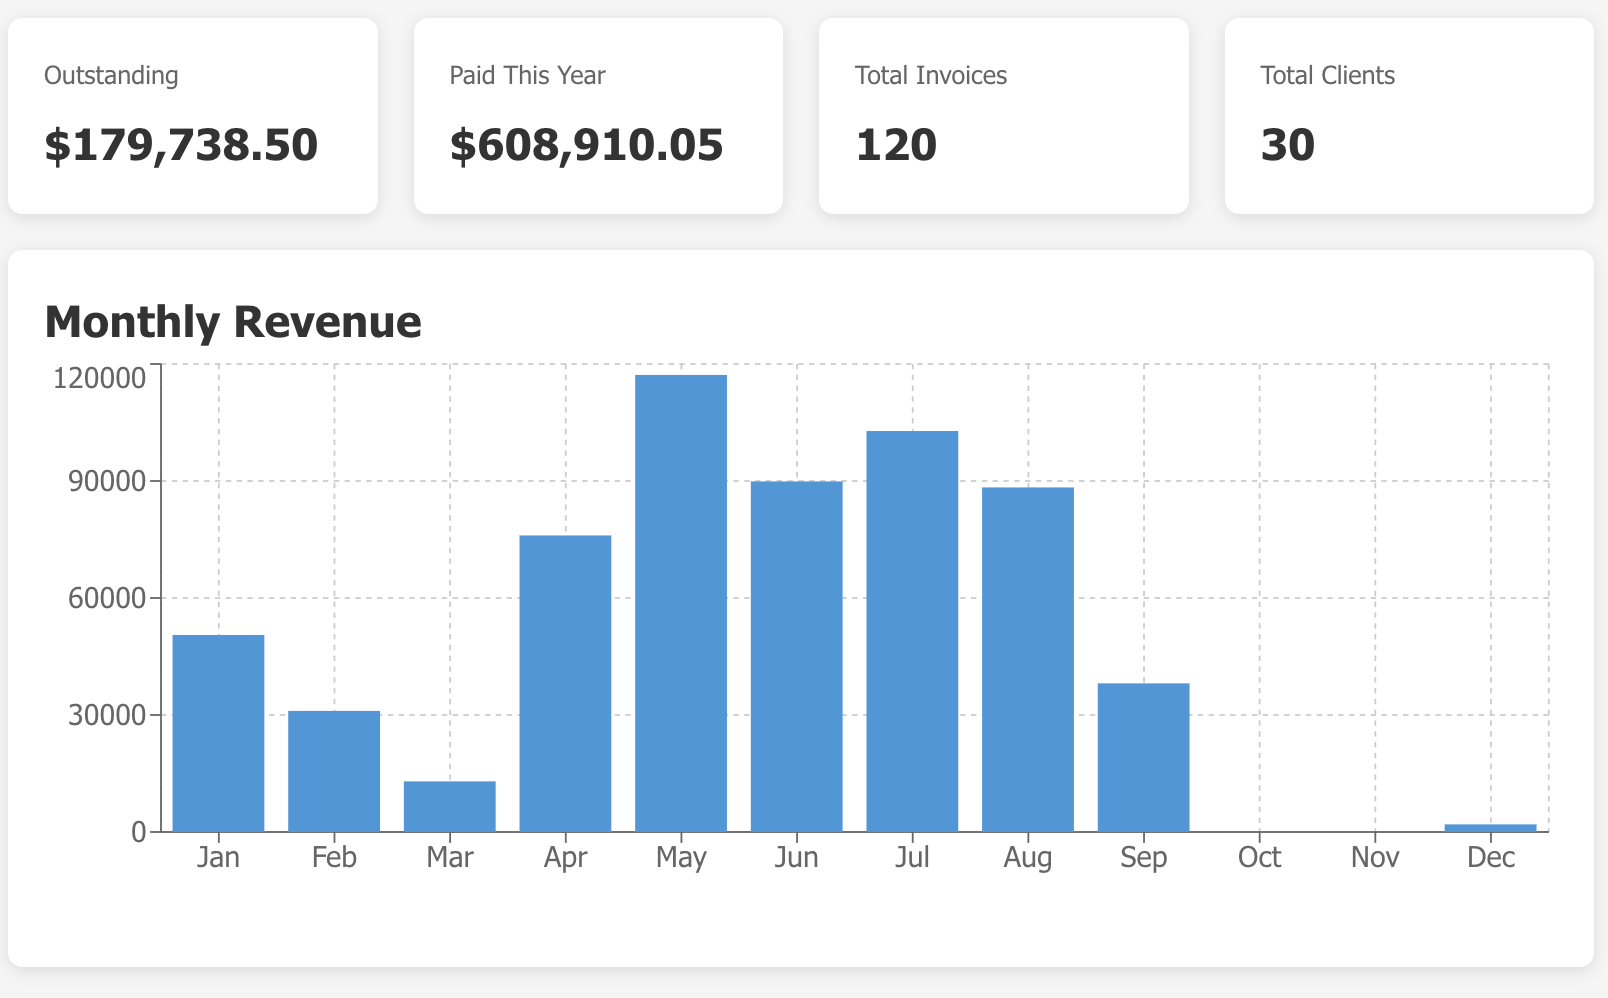 Outstanding
$179,738.50
Paid This Year
$608,910.05
Total Invoices
120
Total Clients
30
Monthly Revenue
120000
90000
60000
30000
0
Jan Feb Mar Apr May Jun Jul Aug Sep Oct Nov Dec